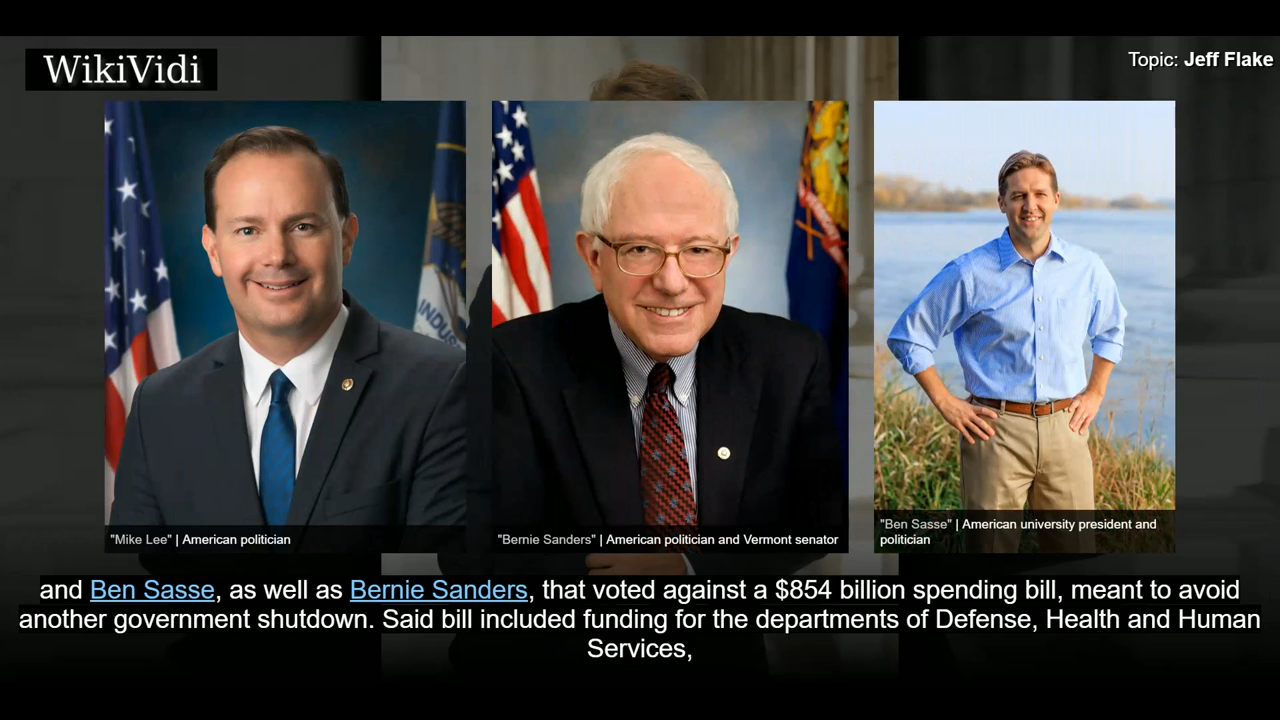 WikiVidi
Topic: Jeff Flake
INDUS
"Mike Lee" | American politician
"Bernie Sanders" | American politician and Vermont senator
"Ben Sasse" | American university president and
politician
and Ben Sasse, as well as Bernie Sanders, that voted against a $854 billion spending bill, meant to avoid
another government shutdown. Said bill included funding for the departments of Defense, Health and Human
Services,